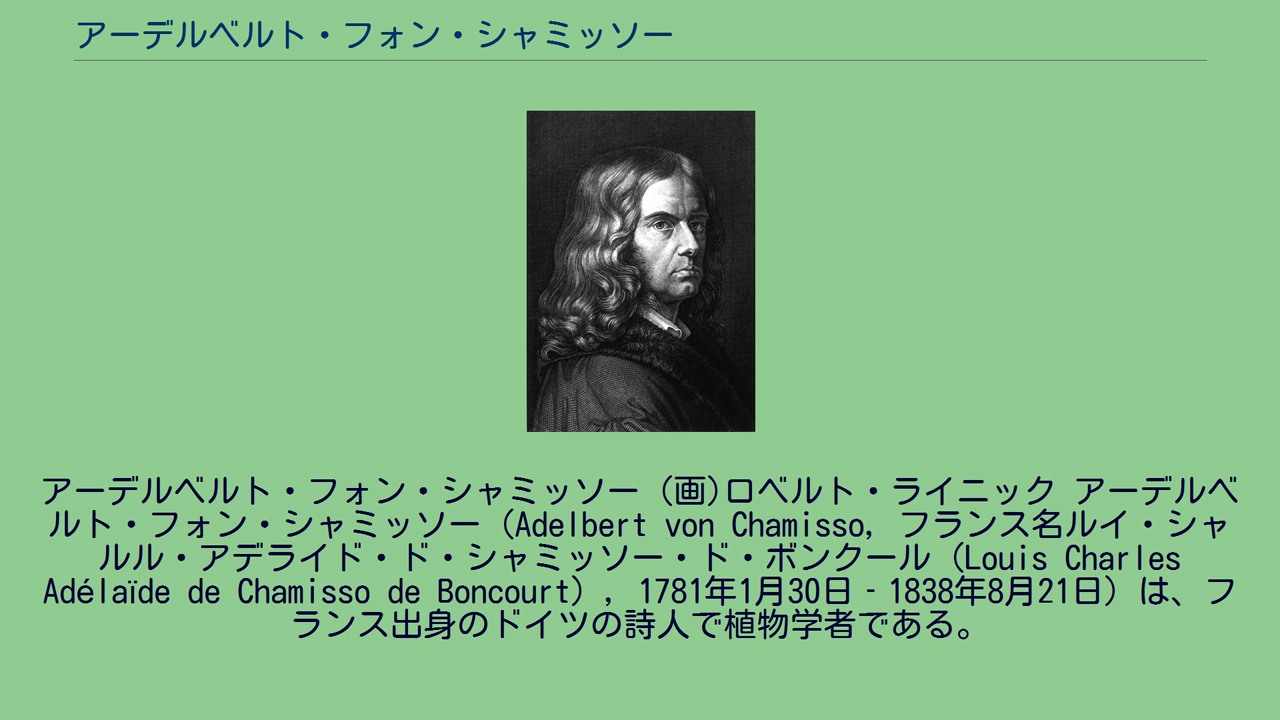 アーデルベルト・フォン・シャミッソー
アーデルベルト・フォン・シャミッソー (画)ロベルト・ライニック アーデルベ
ルト・フォン・シャミッソー（Adelbert von Chamisso, フランス名ルイ・シャ
ルル・アデライド・ド・シャミッソー・ド・ボンクール（Louis Charles
Adélaïde de Chamisso de Boncourt）, 1781年1月30日 - 1838年8月21日）は、フ
ランス出身のドイツの詩人で植物学者である。